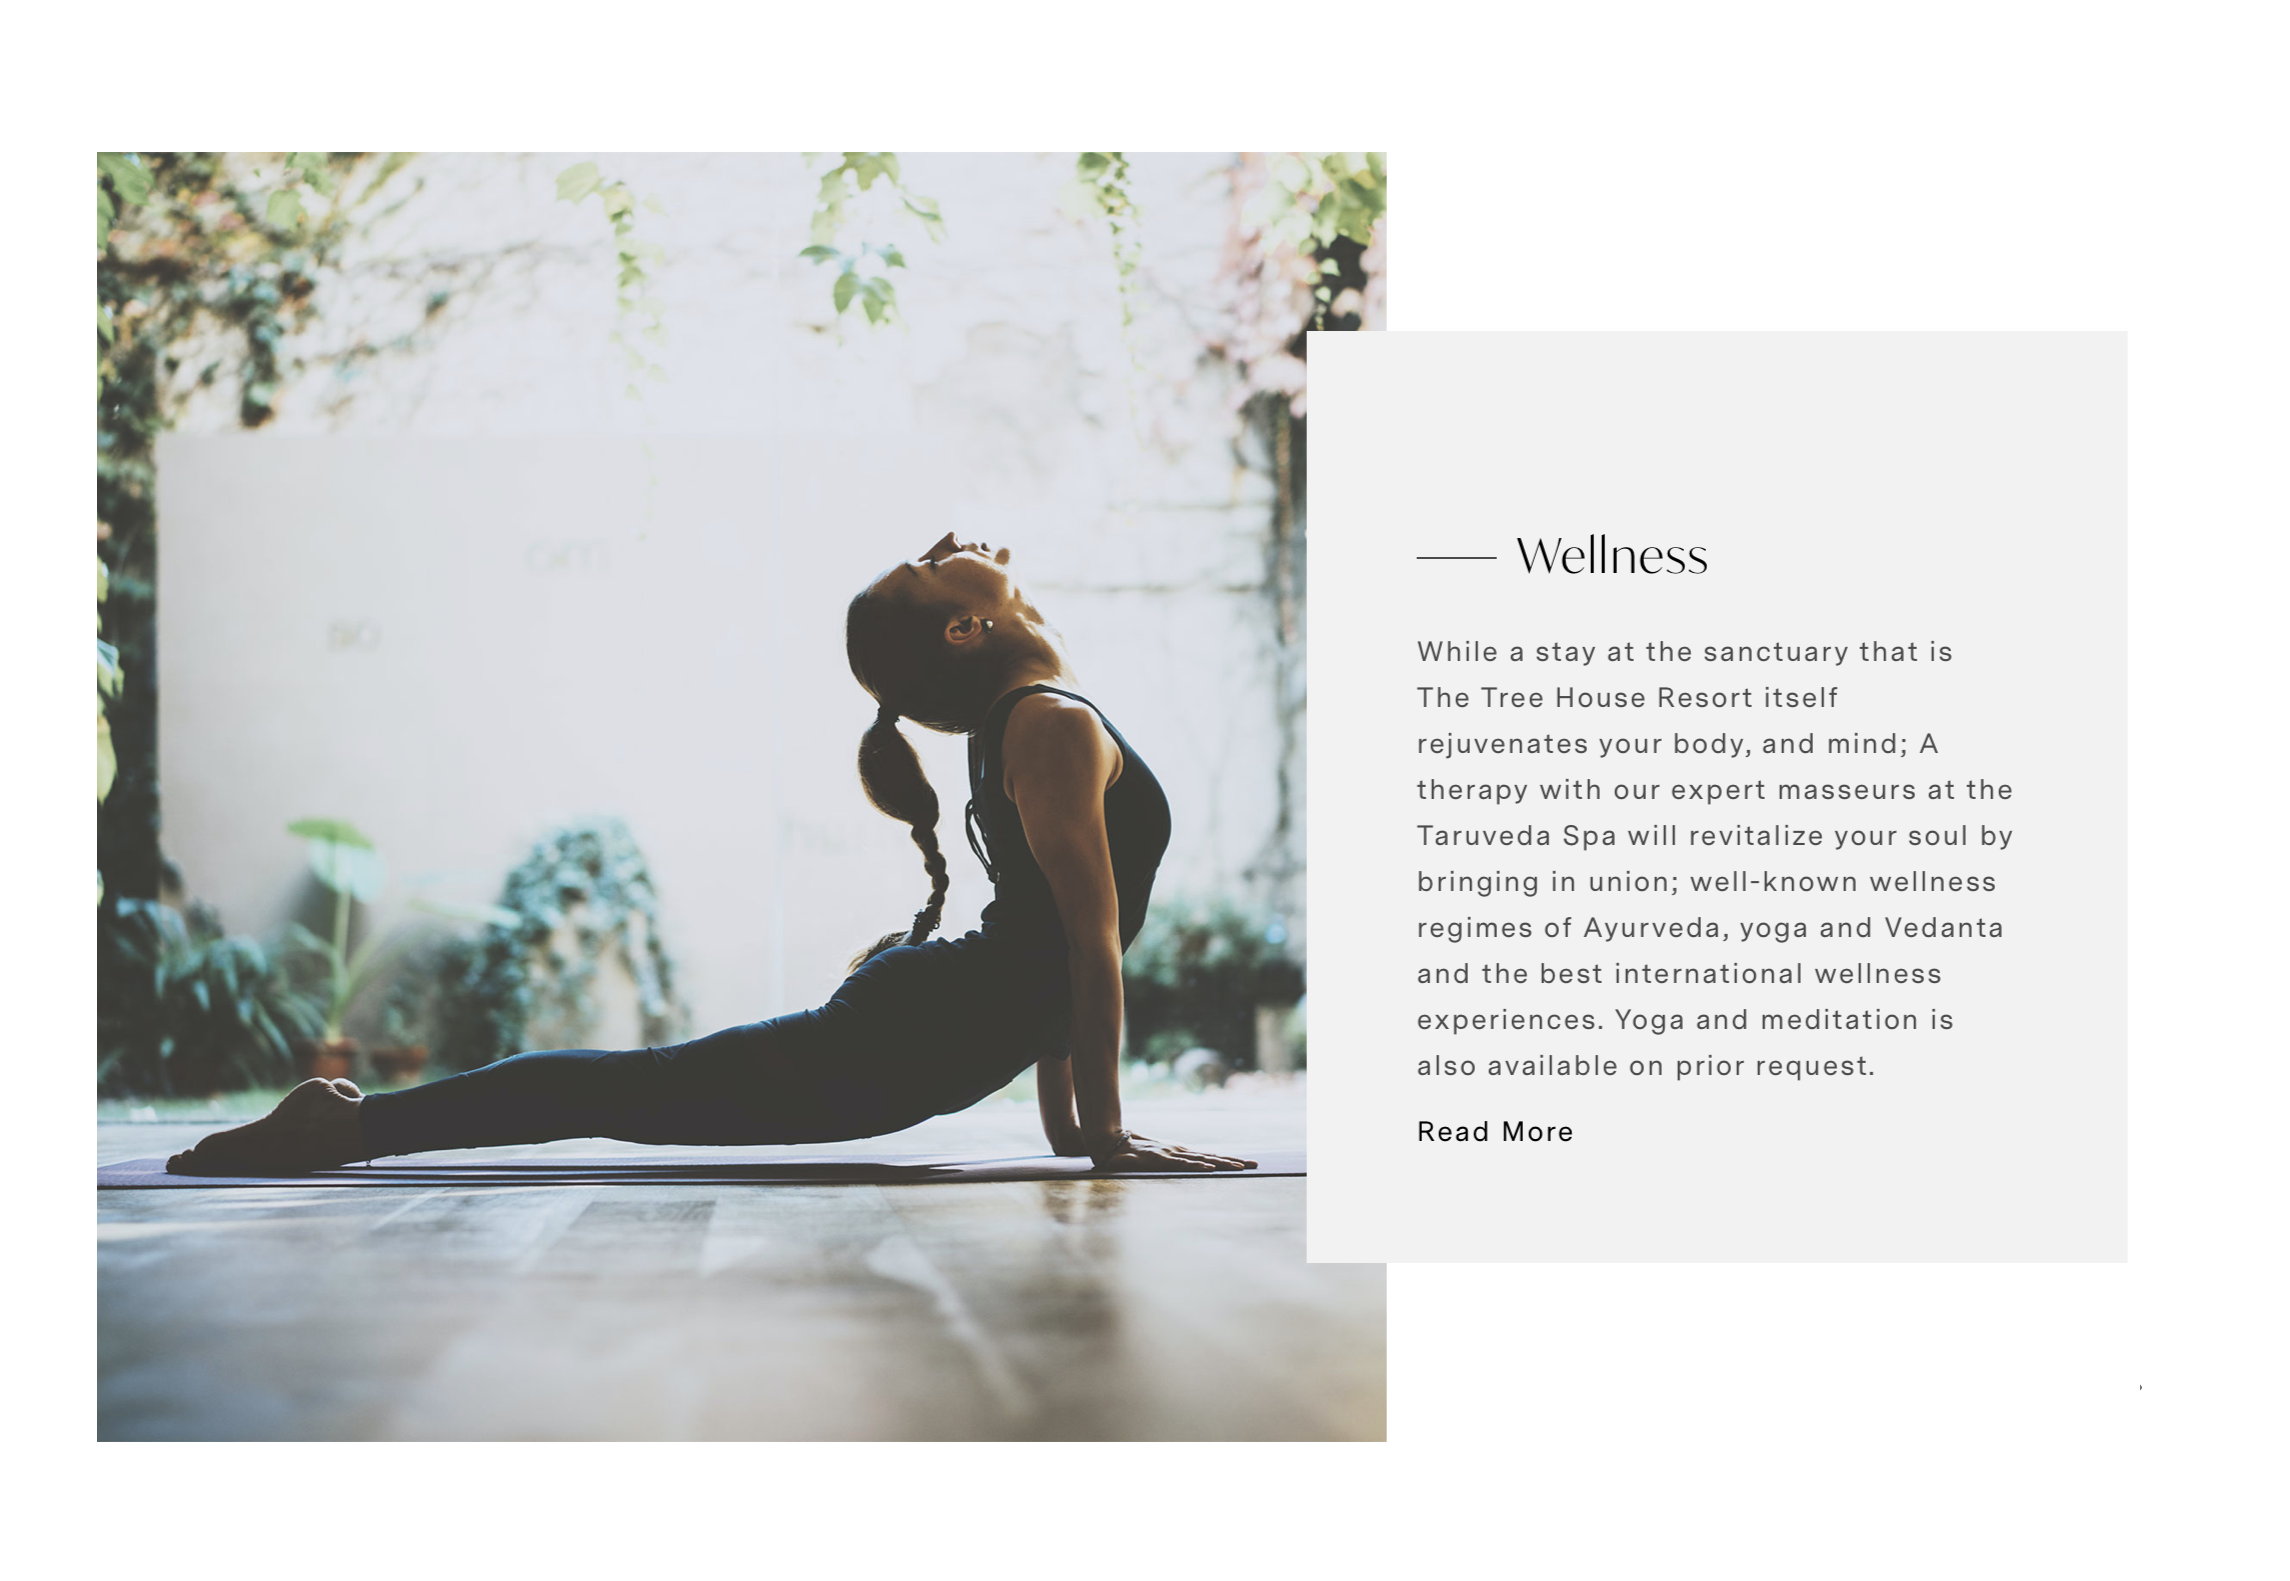 Wellness
While a stay at the sanctuary that is
The Tree House Resort itself
rejuvenates your body, and mind; A
therapy with our expert masseurs at the
Taruveda Spa will revitalize your soul by
bringing in union; well-known wellness
regimes of Ayurveda, yoga and Vedanta
and the best international wellness
experiences. Yoga and meditation is
also available on prior request.
Read More